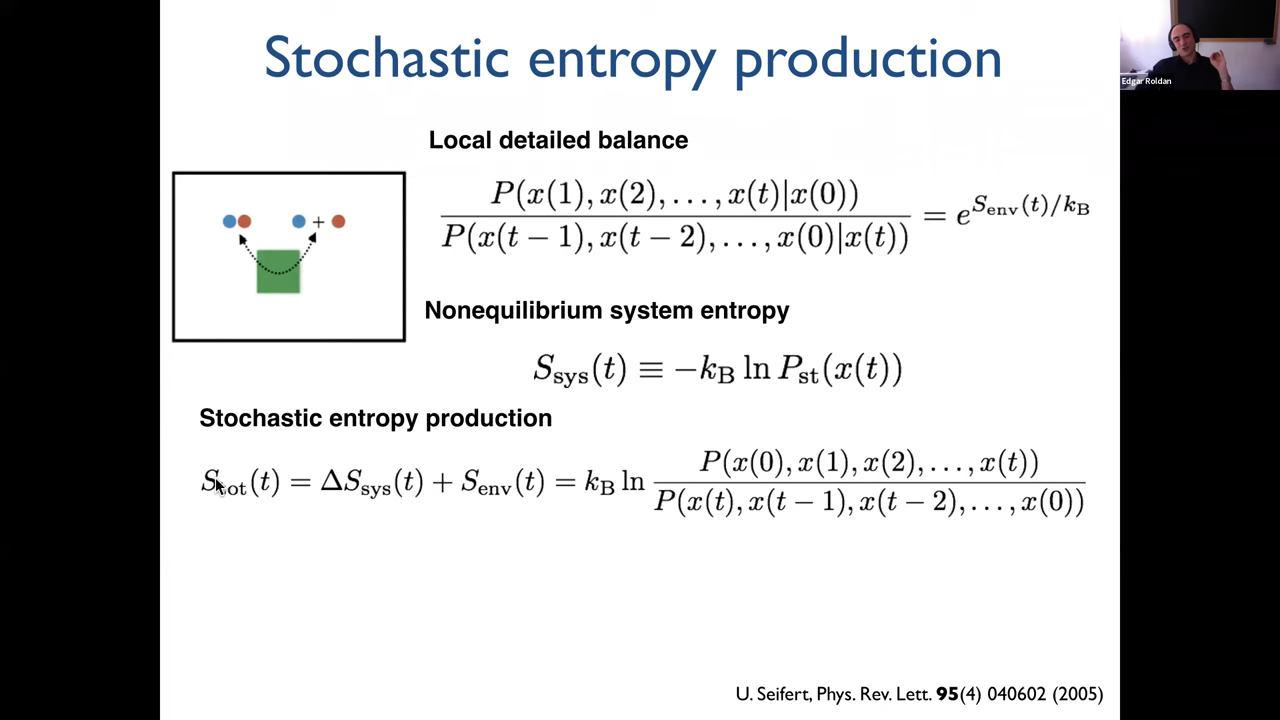 Stochastic entropy production
Edgar Roldan
Local detailed balance
P(x(1), x(2), . . . , x(t)|x(0))
P(x(t − 1), x(t − 2), . . . , x(0)|x(t))
= e^{S_env(t)/k_B}
+
Nonequilibrium system entropy
S_sys(t) ≡ −k_B ln P_st(x(t))
Stochastic entropy production
S_tot(t) = ΔS_sys(t) + S_env(t) = k_B ln
P(x(0), x(1), x(2), . . . , x(t))
P(x(t), x(t − 1), x(t − 2), . . . , x(0))
U. Seifert, Phys. Rev. Lett. 95(4) 040602 (2005)